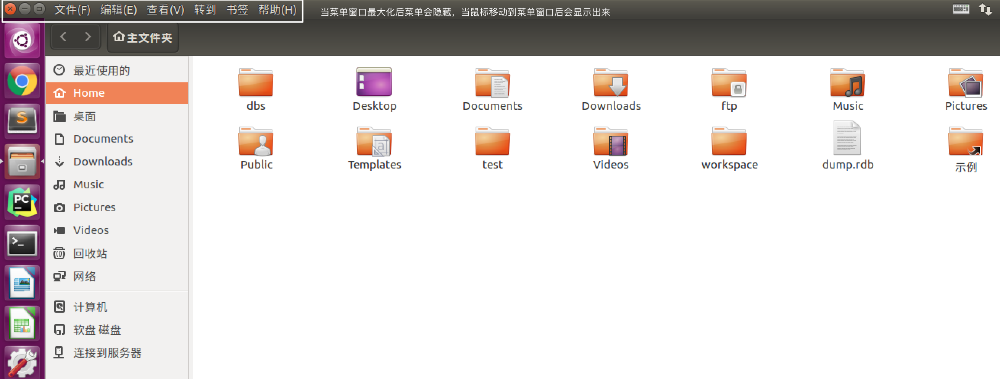 文件(F) 编辑(E) 查看(V) 转到 书签 帮助(H) 当菜单窗口最大化后菜单会隐藏，当鼠标移动到菜单窗口后会显示出来
主文件夹
最近使用的
Home
桌面
Documents
Downloads
Music
Pictures
Videos
回收站
网络
计算机
软盘 磁盘
连接到服务器
dbs Desktop Documents Downloads ftp Music Pictures
Public Templates test Videos workspace dump.rdb 示例
S
PC
>_
a